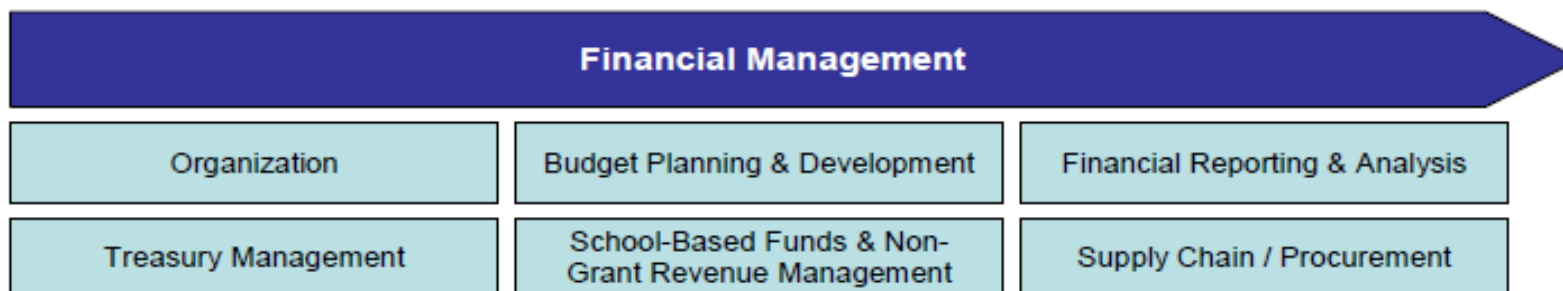 Financial Management
Organization
Budget Planning & Development
Financial Reporting & Analysis
Treasury Management
School-Based Funds & Non-
Grant Revenue Management
Supply Chain / Procurement